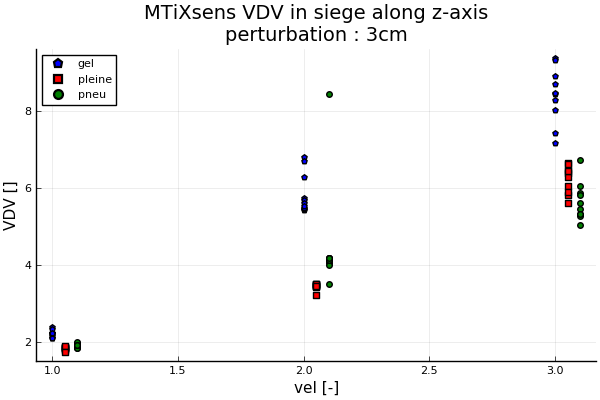 MTiXsens VDV in siege along z-axis
perturbation : 3cm
gel
pleine
pneu
VDV []
8
6
4
2
1.0 1.5 2.0 2.5 3.0
vel [-]